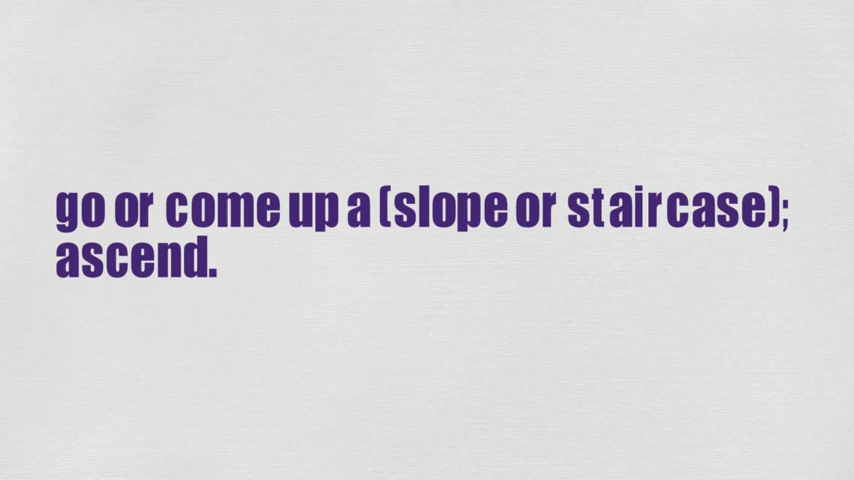 go or come up a (slope or staircase);
ascend.